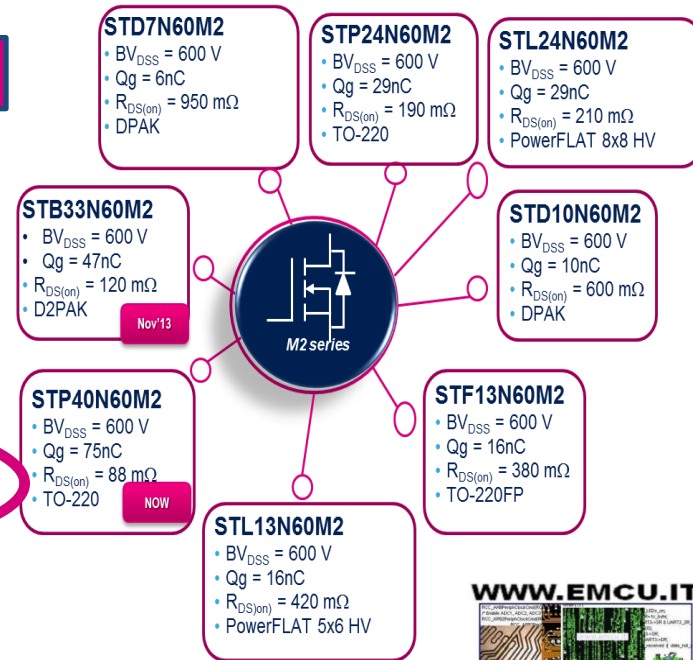 STD7N60M2
• BVDSS = 600 V
• Qg = 6nC
• RDS(on) = 950 mΩ
• DPAK
STP24N60M2
• BVDSS = 600 V
• Qg = 29nC
• RDS(on) = 190 mΩ
• TO-220
STL24N60M2
• BVDSS = 600 V
• Qg = 29nC
• RDS(on) = 210 mΩ
• PowerFLAT 8x8 HV
STB33N60M2
• BVDSS = 600 V
• Qg = 47nC
• RDS(on) = 120 mΩ
• D2PAK
Nov'13
M2 series
STD10N60M2
• BVDSS = 600 V
• Qg = 10nC
• RDS(on) = 600 mΩ
• DPAK
STP40N60M2
• BVDSS = 600 V
• Qg = 75nC
• RDS(on) = 88 mΩ
• TO-220
NOW
STF13N60M2
• BVDSS = 600 V
• Qg = 16nC
• RDS(on) = 380 mΩ
• TO-220FP
STL13N60M2
• BVDSS = 600 V
• Qg = 16nC
• RDS)on) = 420 mΩ
• PowerFLAT 5x6 HV
WWW.EMCU.IT